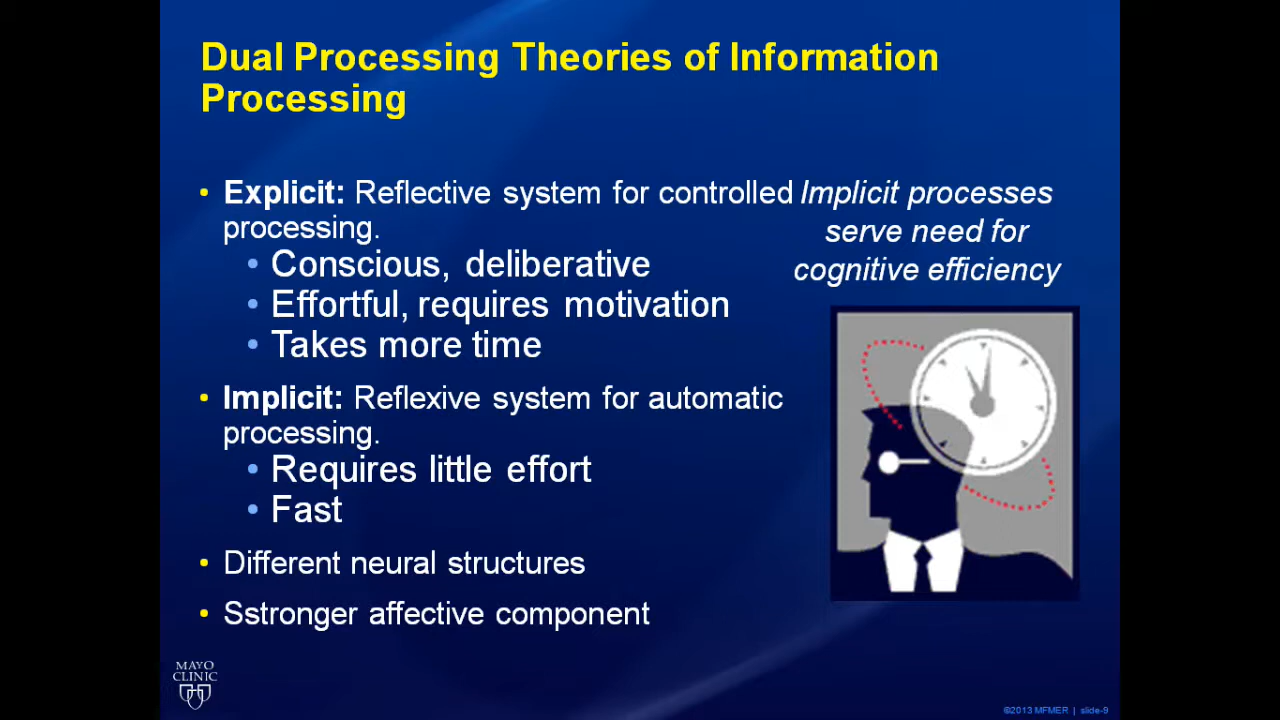 Dual Processing Theories of Information
Processing
• Explicit: Reflective system for controlled
processing.
• Conscious, deliberative
• Effortful, requires motivation
• Takes more time
• Implicit: Reflexive system for automatic
processing.
• Requires little effort
• Fast
• Different neural structures
• Sstronger affective component
Implicit processes
serve need for
cognitive efficiency
MAYO
CLINIC
©2013 MFMER | slide-9